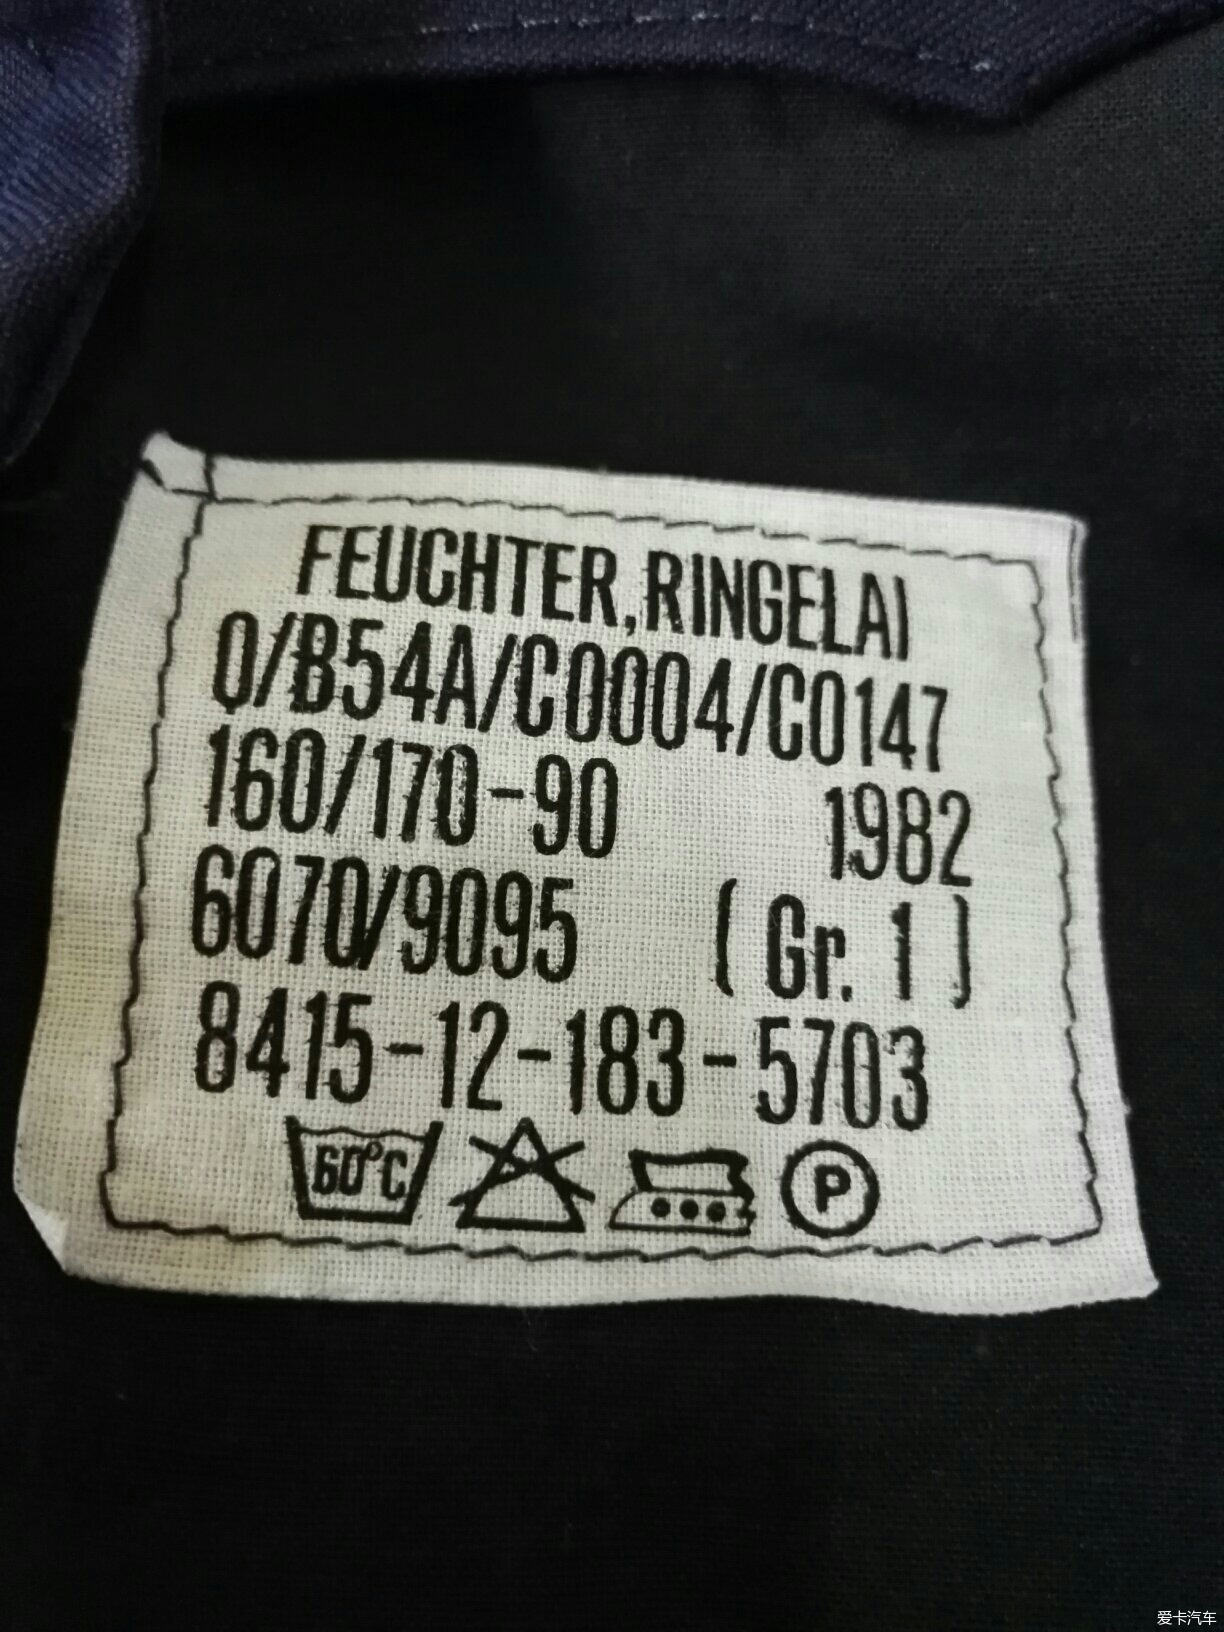 FEUCHTER, RINGELAI
Q/B54A/C0004/C0147
160/170-90 1982
6070/9095 (Gr. 1)
8415-12-183-5703
60°C P
爱卡汽车